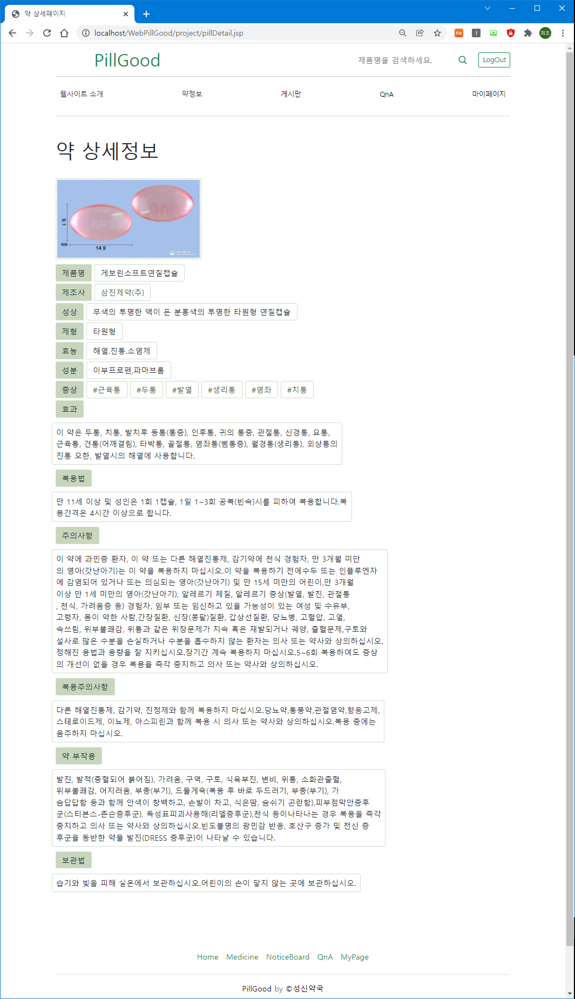 약 상세페이지
localhost/WebPillGood/project/pillDetail.jsp
희조
PillGood
제품명을 검색하세요.
LogOut
웹사이트 소개 약정보 게시판 QnA 마이페이지
약 상세정보
GRS
9.1
mm
14.9
제품명 게보린소프트연질캡슐
제조사 삼진제약(주)
성상 무색의 투명한 액이 든 분홍색의 투명한 타원형 연질캡슐
제형 타원형
효능 해열.진통.소염제
성분 이부프로펜,파마브롬
증상 #근육통 #두통 #발열 #생리통 #염좌 #치통
효과
이 약은 두통, 치통, 발치후 동통(통증), 인후통, 귀의 통증, 관절통, 신경통, 요통,
근육통, 견통(어깨결림), 타박통, 골절통, 염좌통(삠통증), 월경통(생리통), 외상통의
진통 오한, 발열시의 해열에 사용합니다.
복용법
만 11세 이상 및 성인은 1회 1캡슐, 1일 1~3회 공복(빈속)시를 피하여 복용합니다.복
용간격은 4시간 이상으로 합니다.
주의사항
이 약에 과민증 환자, 이 약 또는 다른 해열진통제, 감기약에 천식 경험자, 만 3개월 미만
의 영아(갓난아기)는 이 약을 복용하지 마십시오.이 약을 복용하기 전에수두 또는 인플루엔자
에 감염되어 있거나 또는 의심되는 영아(갓난아기) 및 만 15세 미만의 어린이,만 3개월
이상 만 1세 미만의 영아(갓난아기), 알레르기 체질, 알레르기 증상(발열, 발진, 관절통
, 천식, 가려움증 등) 경험자, 임부 또는 임신하고 있을 가능성이 있는 여성 및 수유부,
고령자, 몸이 약한 사람,간장질환, 신장(콩팥)질환, 갑상선질환, 당뇨병, 고혈압, 고열,
속쓰림, 위부불쾌감, 위통과 같은 위장문제가 지속 혹은 재발되거나 궤양, 출혈문제,구토와
설사로 많은 수분을 손실하거나 수분을 흡수하지 않는 환자는 의사 또는 약사와 상의하십시오.
정해진 용법과 용량을 잘 지키십시오.장기간 계속 복용하지 마십시오.5~6회 복용하여도 증상
의 개선이 없을 경우 복용을 즉각 중지하고 의사 또는 약사와 상의하십시오.
복용주의사항
다른 해열진통제, 감기약, 진정제와 함께 복용하지 마십시오.당뇨약,통풍약,관절염약,항응고제,
스테로이드제, 이뇨제, 아스피린과 함께 복용 시 의사 또는 약사와 상의하십시오.복용 중에는
음주하지 마십시오.
약 부작용
발진, 발적(충혈되어 붉어짐), 가려움, 구역, 구토, 식욕부진, 변비, 위통, 소화관출혈,
위부불쾌감, 어지러움, 부종(부기), 드물게쇽(복용 후 바로 두드러기, 부종(부기), 가
슴답답함 등과 함께 안색이 창백하고, 손발이 차고, 식은땀, 숨쉬기 곤란함),피부점막안증후
군(스티븐스-존슨증후군), 독성표피괴사용해(리엘증후군),천식 등이나타나는 경우 복용을 즉각
중지하고 의사 또는 약사와 상의하십시오.빈도불명의 광민감 반응, 호산구 증가 및 전신 증
후군을 동반한 약물 발진(DRESS 증후군)이 나타날 수 있습니다.
보관법
습기와 빛을 피해 실온에서 보관하십시오.어린이의 손이 닿지 않는 곳에 보관하십시오.
Home Medicine NoticeBoard QnA MyPage
PillGood by ©성신약국